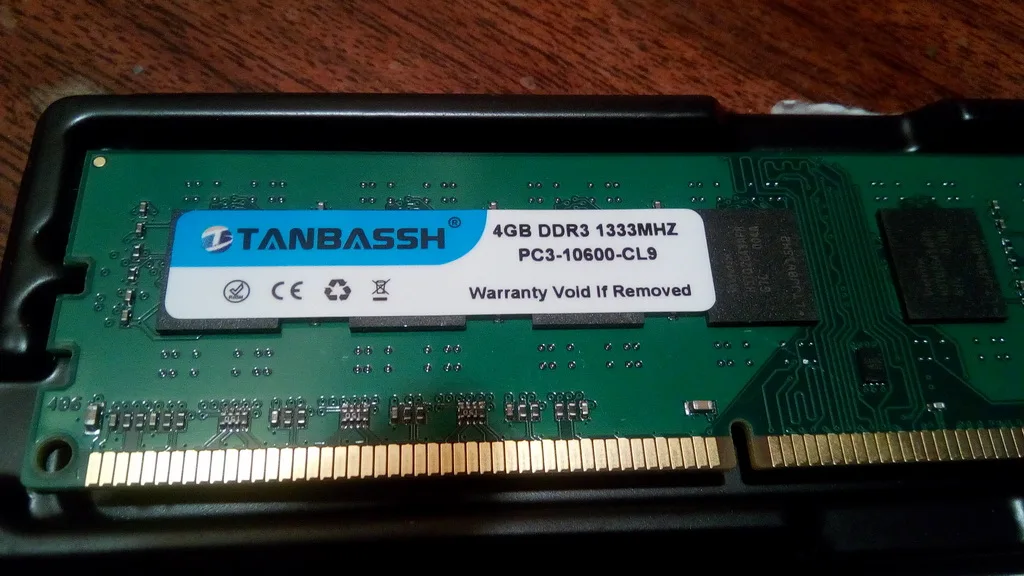 TANBASSH®
4GB DDR3 1333MHZ
PC3-10600-CL9
CE
Warranty Void If Removed